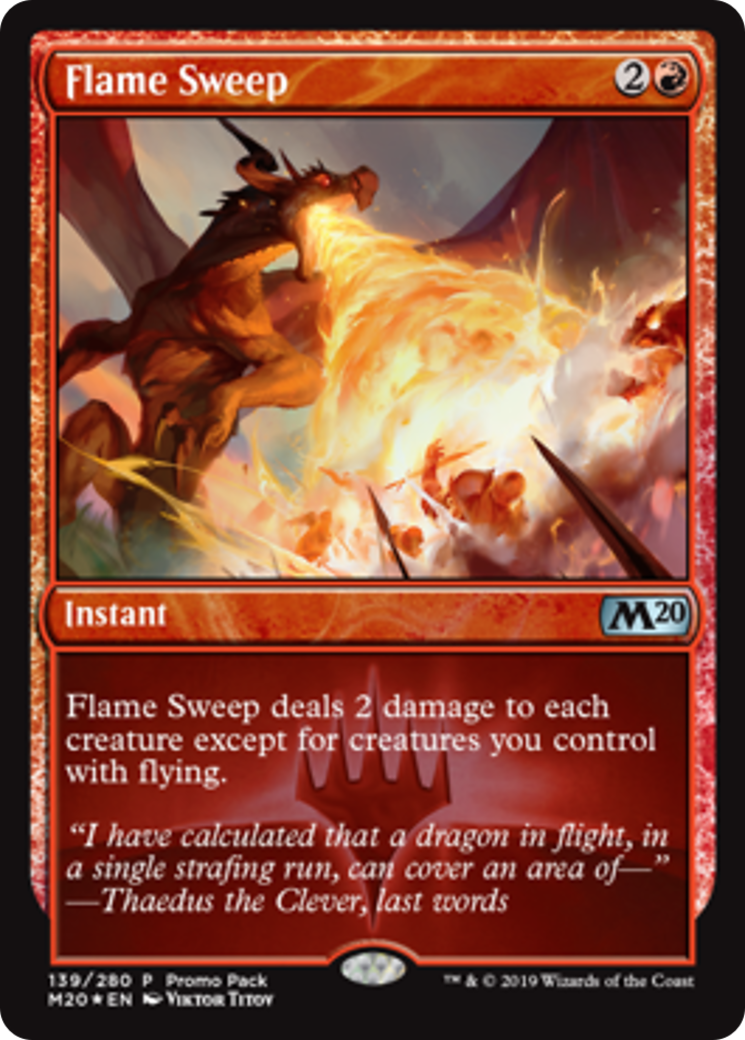 Flame Sweep 2
Instant M20
Flame Sweep deals 2 damage to each
creature except for creatures you control
with flying.
“I have calculated that a dragon in flight, in
a single strafing run, can cover an area of—”
—Thaedus the Clever, last words
139/280 P Promo Pack ™ & © 2019 Wizards of the Coast
M20★EN Viktor Titov